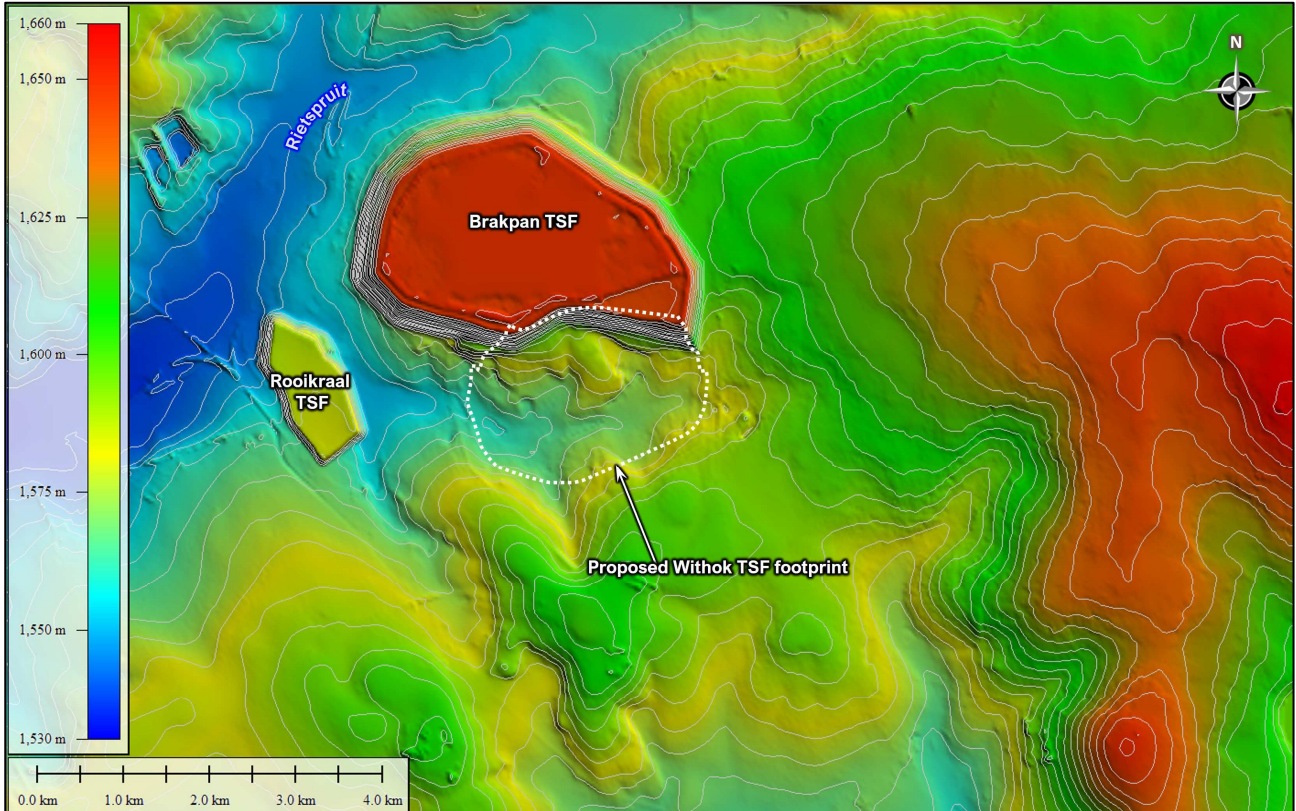 1,660 m
1,650 m
1,625 m
1,600 m
1,575 m
1,550 m
1,530 m
N
Rietspruit
Brakpan TSF
Rooikraal
TSF
Proposed Withok TSF footprint
0.0 km 1.0 km 2.0 km 3.0 km 4.0 km